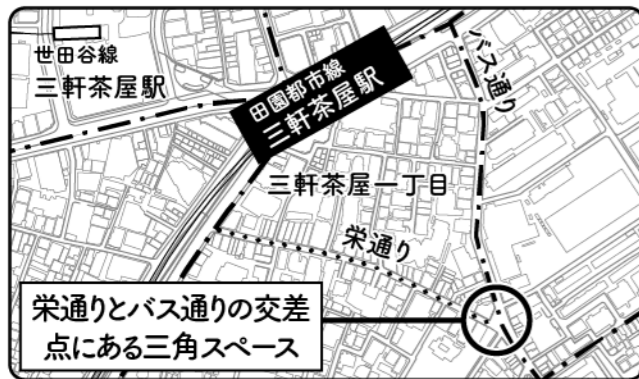 世田谷線
三軒茶屋駅
田園都市線
三軒茶屋駅
バス通り
三軒茶屋一丁目
栄通り
栄通りとバス通りの交差
点にある三角スペース